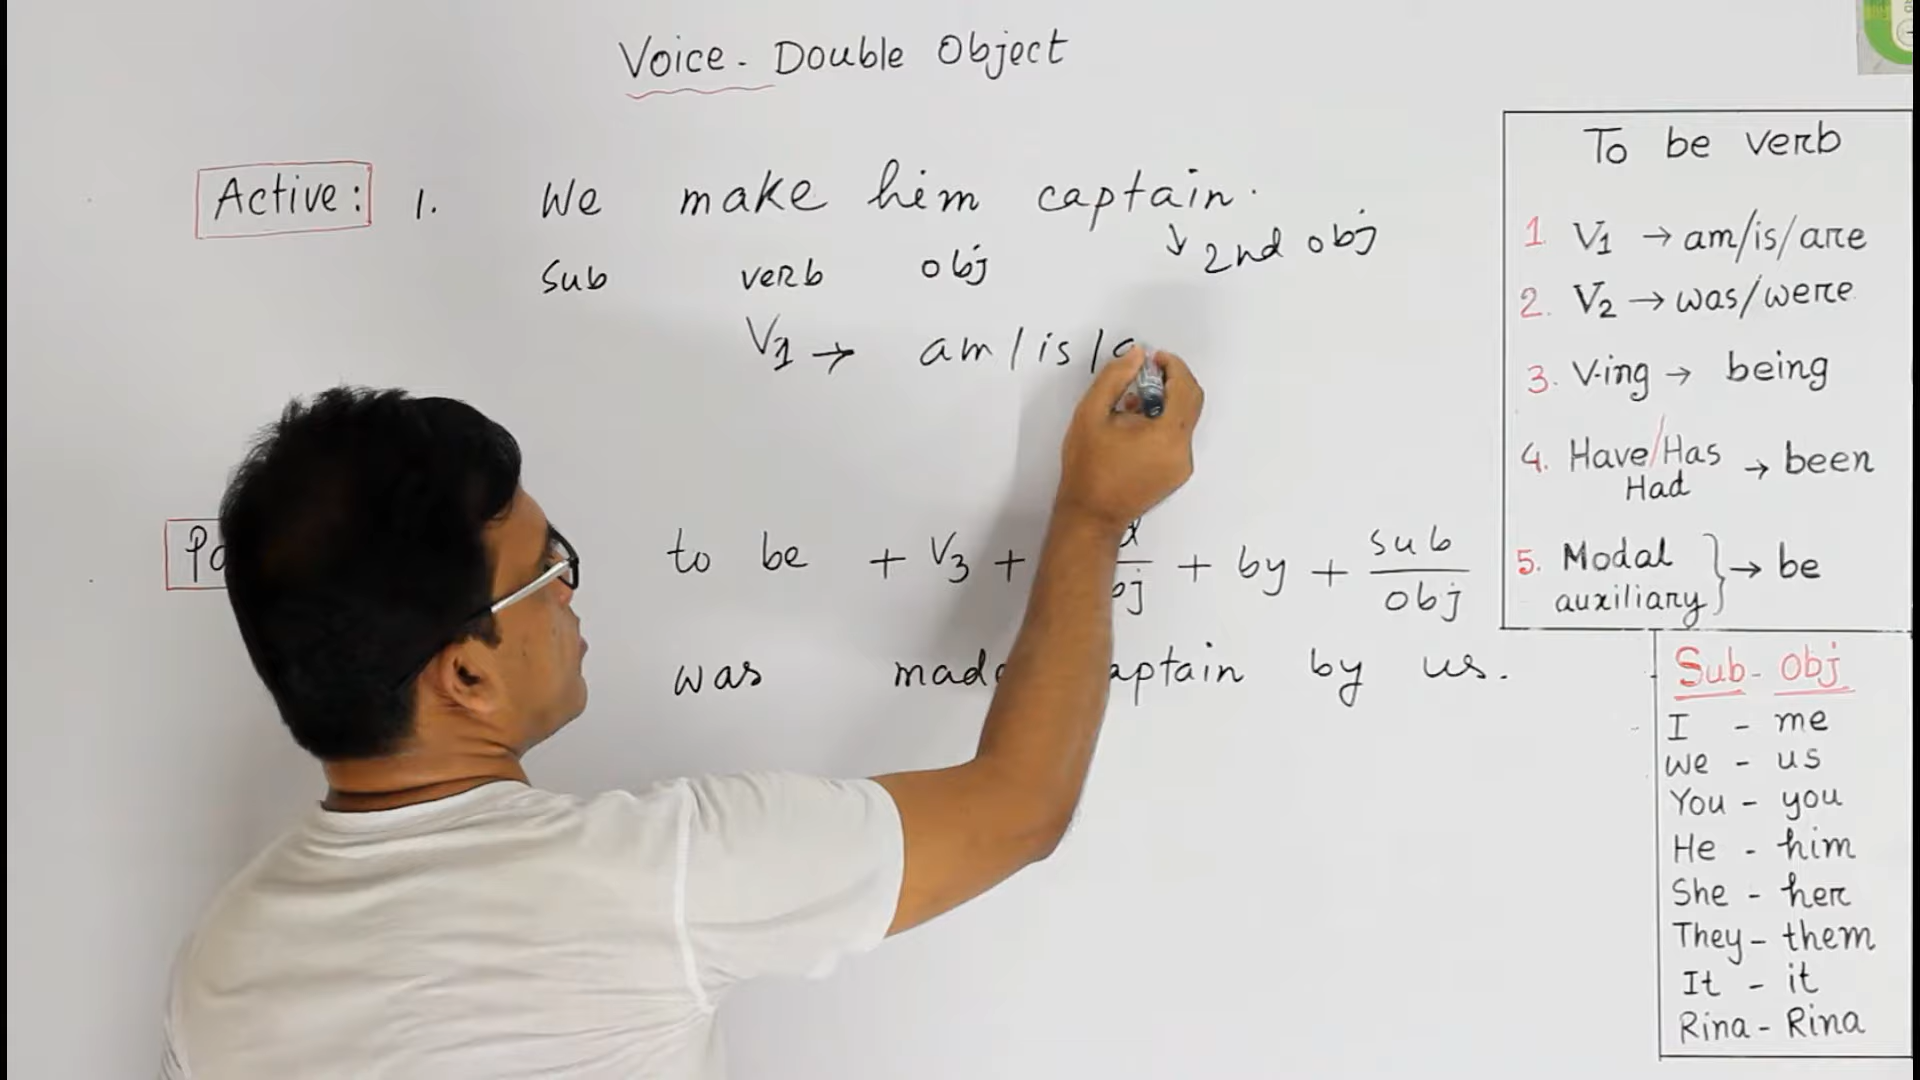 Voice - Double Object
Active: 1. We make him captain.
Sub verb obj ↓ 2nd obj
V1 → am/is/
to be + V3 + + by + sub/obj
was captain by us.
To be verb
1. V1 → am/is/are
2. V2 → was/were
3. V-ing → being
4. Have/Has → been
Had
5. Modal auxiliary } → be
Sub - Obj
I - me
we - us
You - you
He - him
She - her
They - them
It - it
Rina - Rina